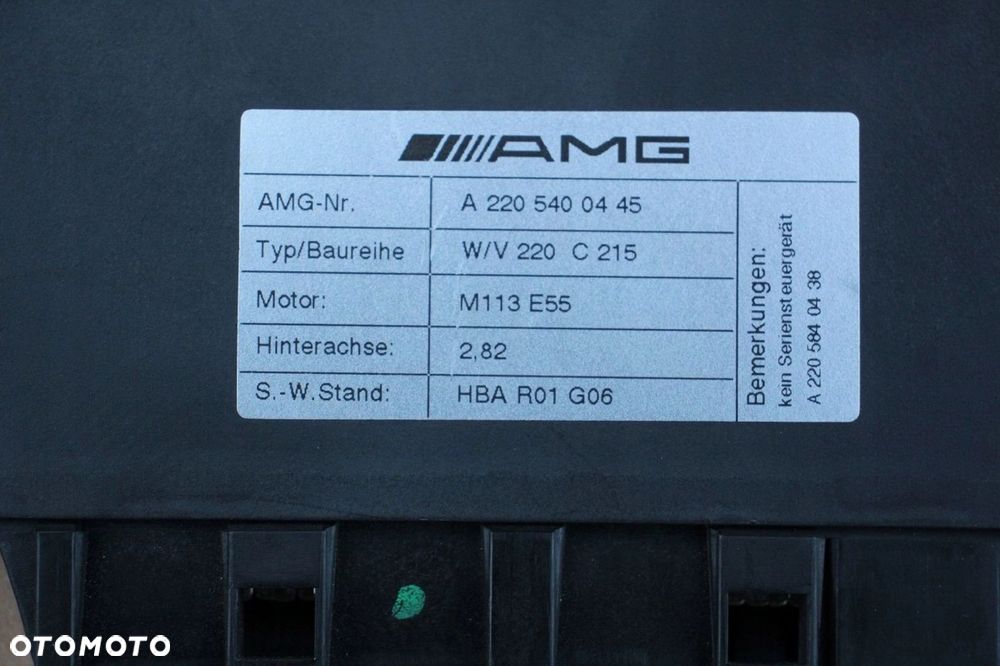 AMG
AMG-Nr. A 220 540 04 45
Typ/Baureihe W/V 220 C 215
Motor: M113 E55
Hinterachse: 2,82
S.-W.Stand: HBA R01 G06
Bemerkungen:
kein Seriensteuergerät
A 220 584 04 38
OTOMOTO